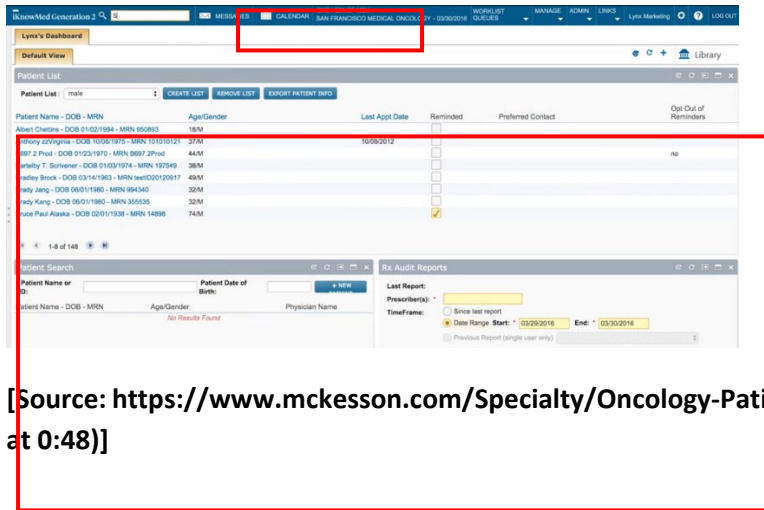 iKnowMed Generation 2 S MESSAGES CALENDAR SAN FRANCISCO MEDICAL ONCOLOGY - 03/30/2016 WORKLIST QUEUES MANAGE ADMIN LINKS Lynx Marketing LOG OUT
Lynx's Dashboard
Default View Library
Patient List
Patient List: male CREATE LIST REMOVE LIST EXPORT PATIENT INFO
Patient Name - DOB - MRN Age/Gender Last Appt Date Reminded Preferred Contact Opt Out of Reminders
Albert Chettins - DOB 01/02/1994 - MRN 950893 18/M
nthony zzVirginia - DOB 10/08/1975 - MRN 101010121 37/M 10/09/2012
697.2 Prod - DOB 01/23/1970 - MRN B697.2Prod 44/M no
artelby T. Scrivener - DOB 01/03/1974 - MRN 197549 38/M
radley Brock - DOB 03/14/1963 - MRN testID20120917 49/M
rady Jang - DOB 06/01/1980 - MRN 994340 32/M
rady Kang - DOB 06/01/1980 - MRN 355535 32/M
ruce Paul Alaska - DOB 02/01/1938 - MRN 14898 74/M
1-8 of 148
Patient Search
Patient Name or ID: Patient Date of Birth: + NEW
Patient Name - DOB - MRN Age/Gender Physician Name
No Results Found
Rx Audit Reports
Last Report:
Prescriber(s): *
TimeFrame: Since last report
Date Range Start: * 03/29/2016 End: * 03/30/2016
Previous Report (single user only)
[Source: https://www.mckesson.com/Specialty/Oncology-Pati
at 0:48)]